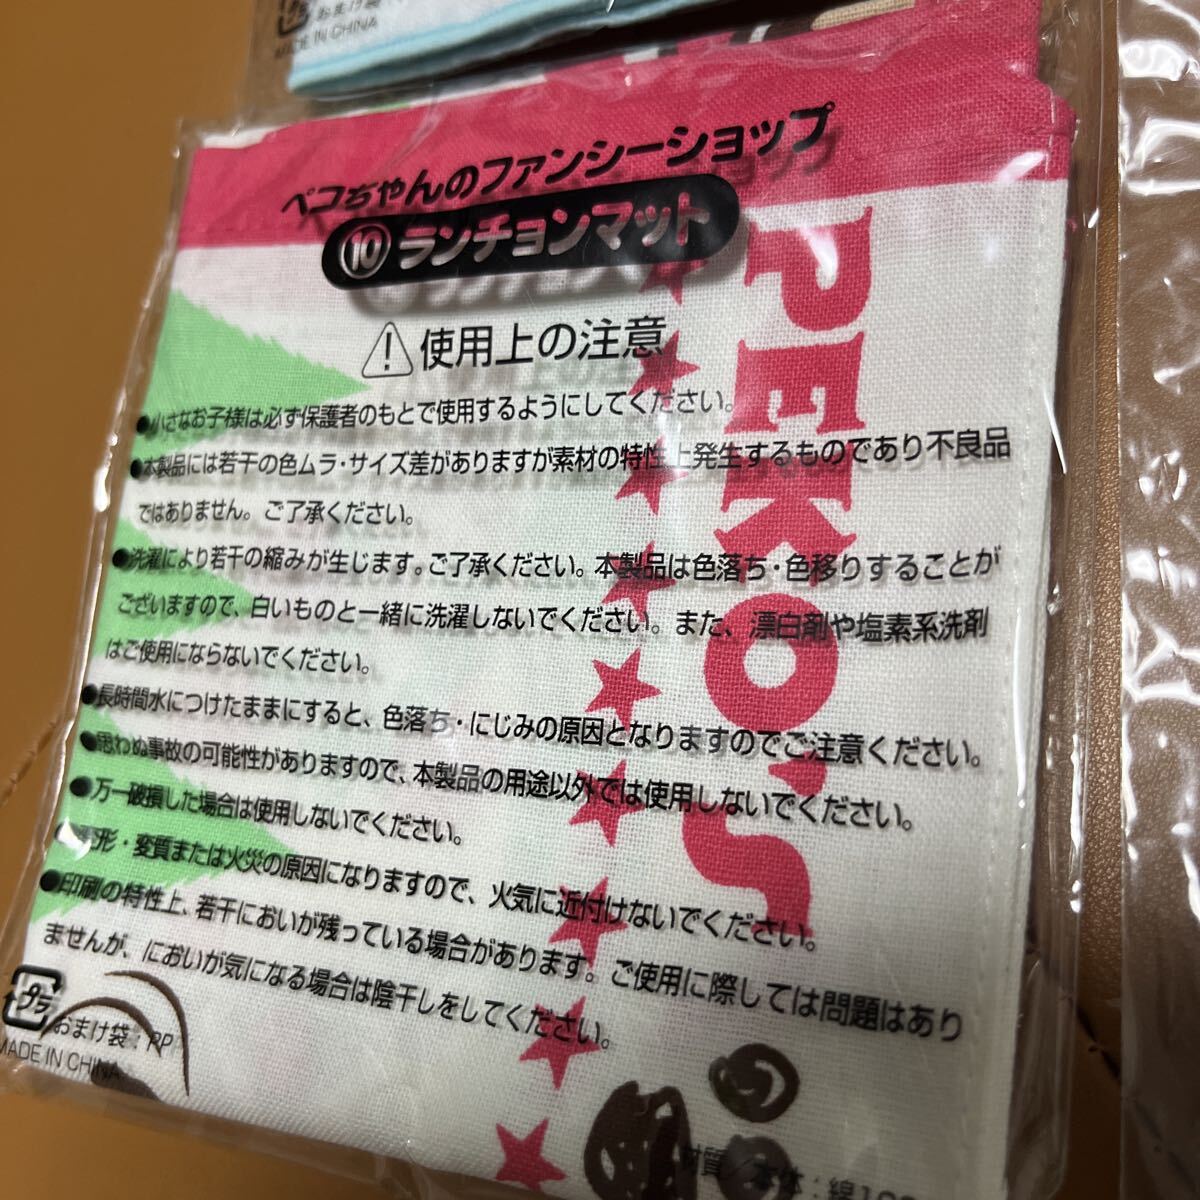 おまけ袋
MADE IN CHINA
ペコちゃんのファンシーショップ
⑩ランチョンマット
使用上の注意
●小さなお子様は必ず保護者のもとで使用するようにしてください。
●本製品には若干の色ムラ・サイズ差がありますが素材の特性上発生するものであり不良品
ではありません。ご了承ください。
●洗濯により若干の縮みが生じます。ご了承ください。本製品は色落ち・色移りすることが
ございますので、白いものと一緒に洗濯しないでください。また、漂白剤や塩素系洗剤
はご使用にならないでください。
●長時間水につけたままにすると、色落ち・にじみの原因となりますのでご注意ください。
●思わぬ事故の可能性がありますので、本製品の用途以外では使用しないでください。
●万一破損した場合は使用しないでください。
●変形・変質または火災の原因になりますので、火気に近付けないでください。
●印刷の特性上、若干においが残っている場合があります。ご使用に際しては問題はあり
ませんが、においが気になる場合は陰干しをしてください。
プラ
おまけ袋：PP
MADE IN CHINA
材質／本体：綿
PEKO'S